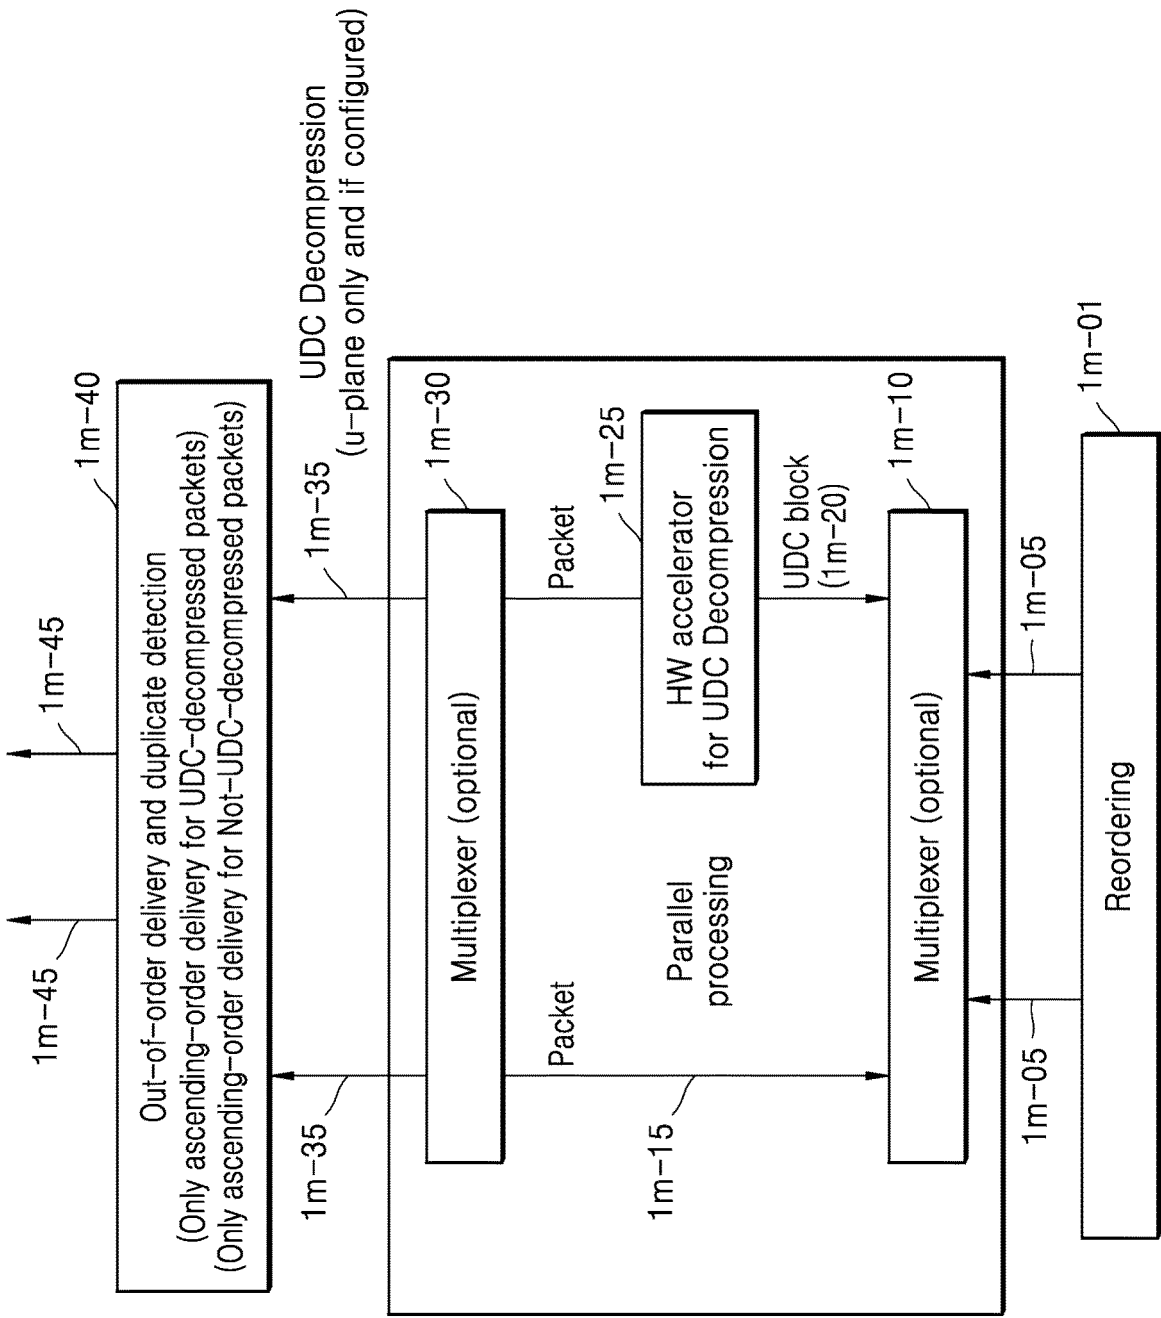 1m-45
1m-45
1m-40
Out-of-order delivery and duplicate detection
(Only ascending-order delivery for UDC-decompressed packets)
(Only ascending-order delivery for Not-UDC-decompressed packets)
1m-35
1m-35
UDC Decompression
(u-plane only and if configured)
1m-30
Multiplexer (optional)
Packet
Packet
1m-15
Parallel
processing
1m-25
HW accelerator
for UDC Decompression
UDC block
(1m-20)
1m-10
Multiplexer (optional)
1m-05
1m-05
1m-01
Reordering